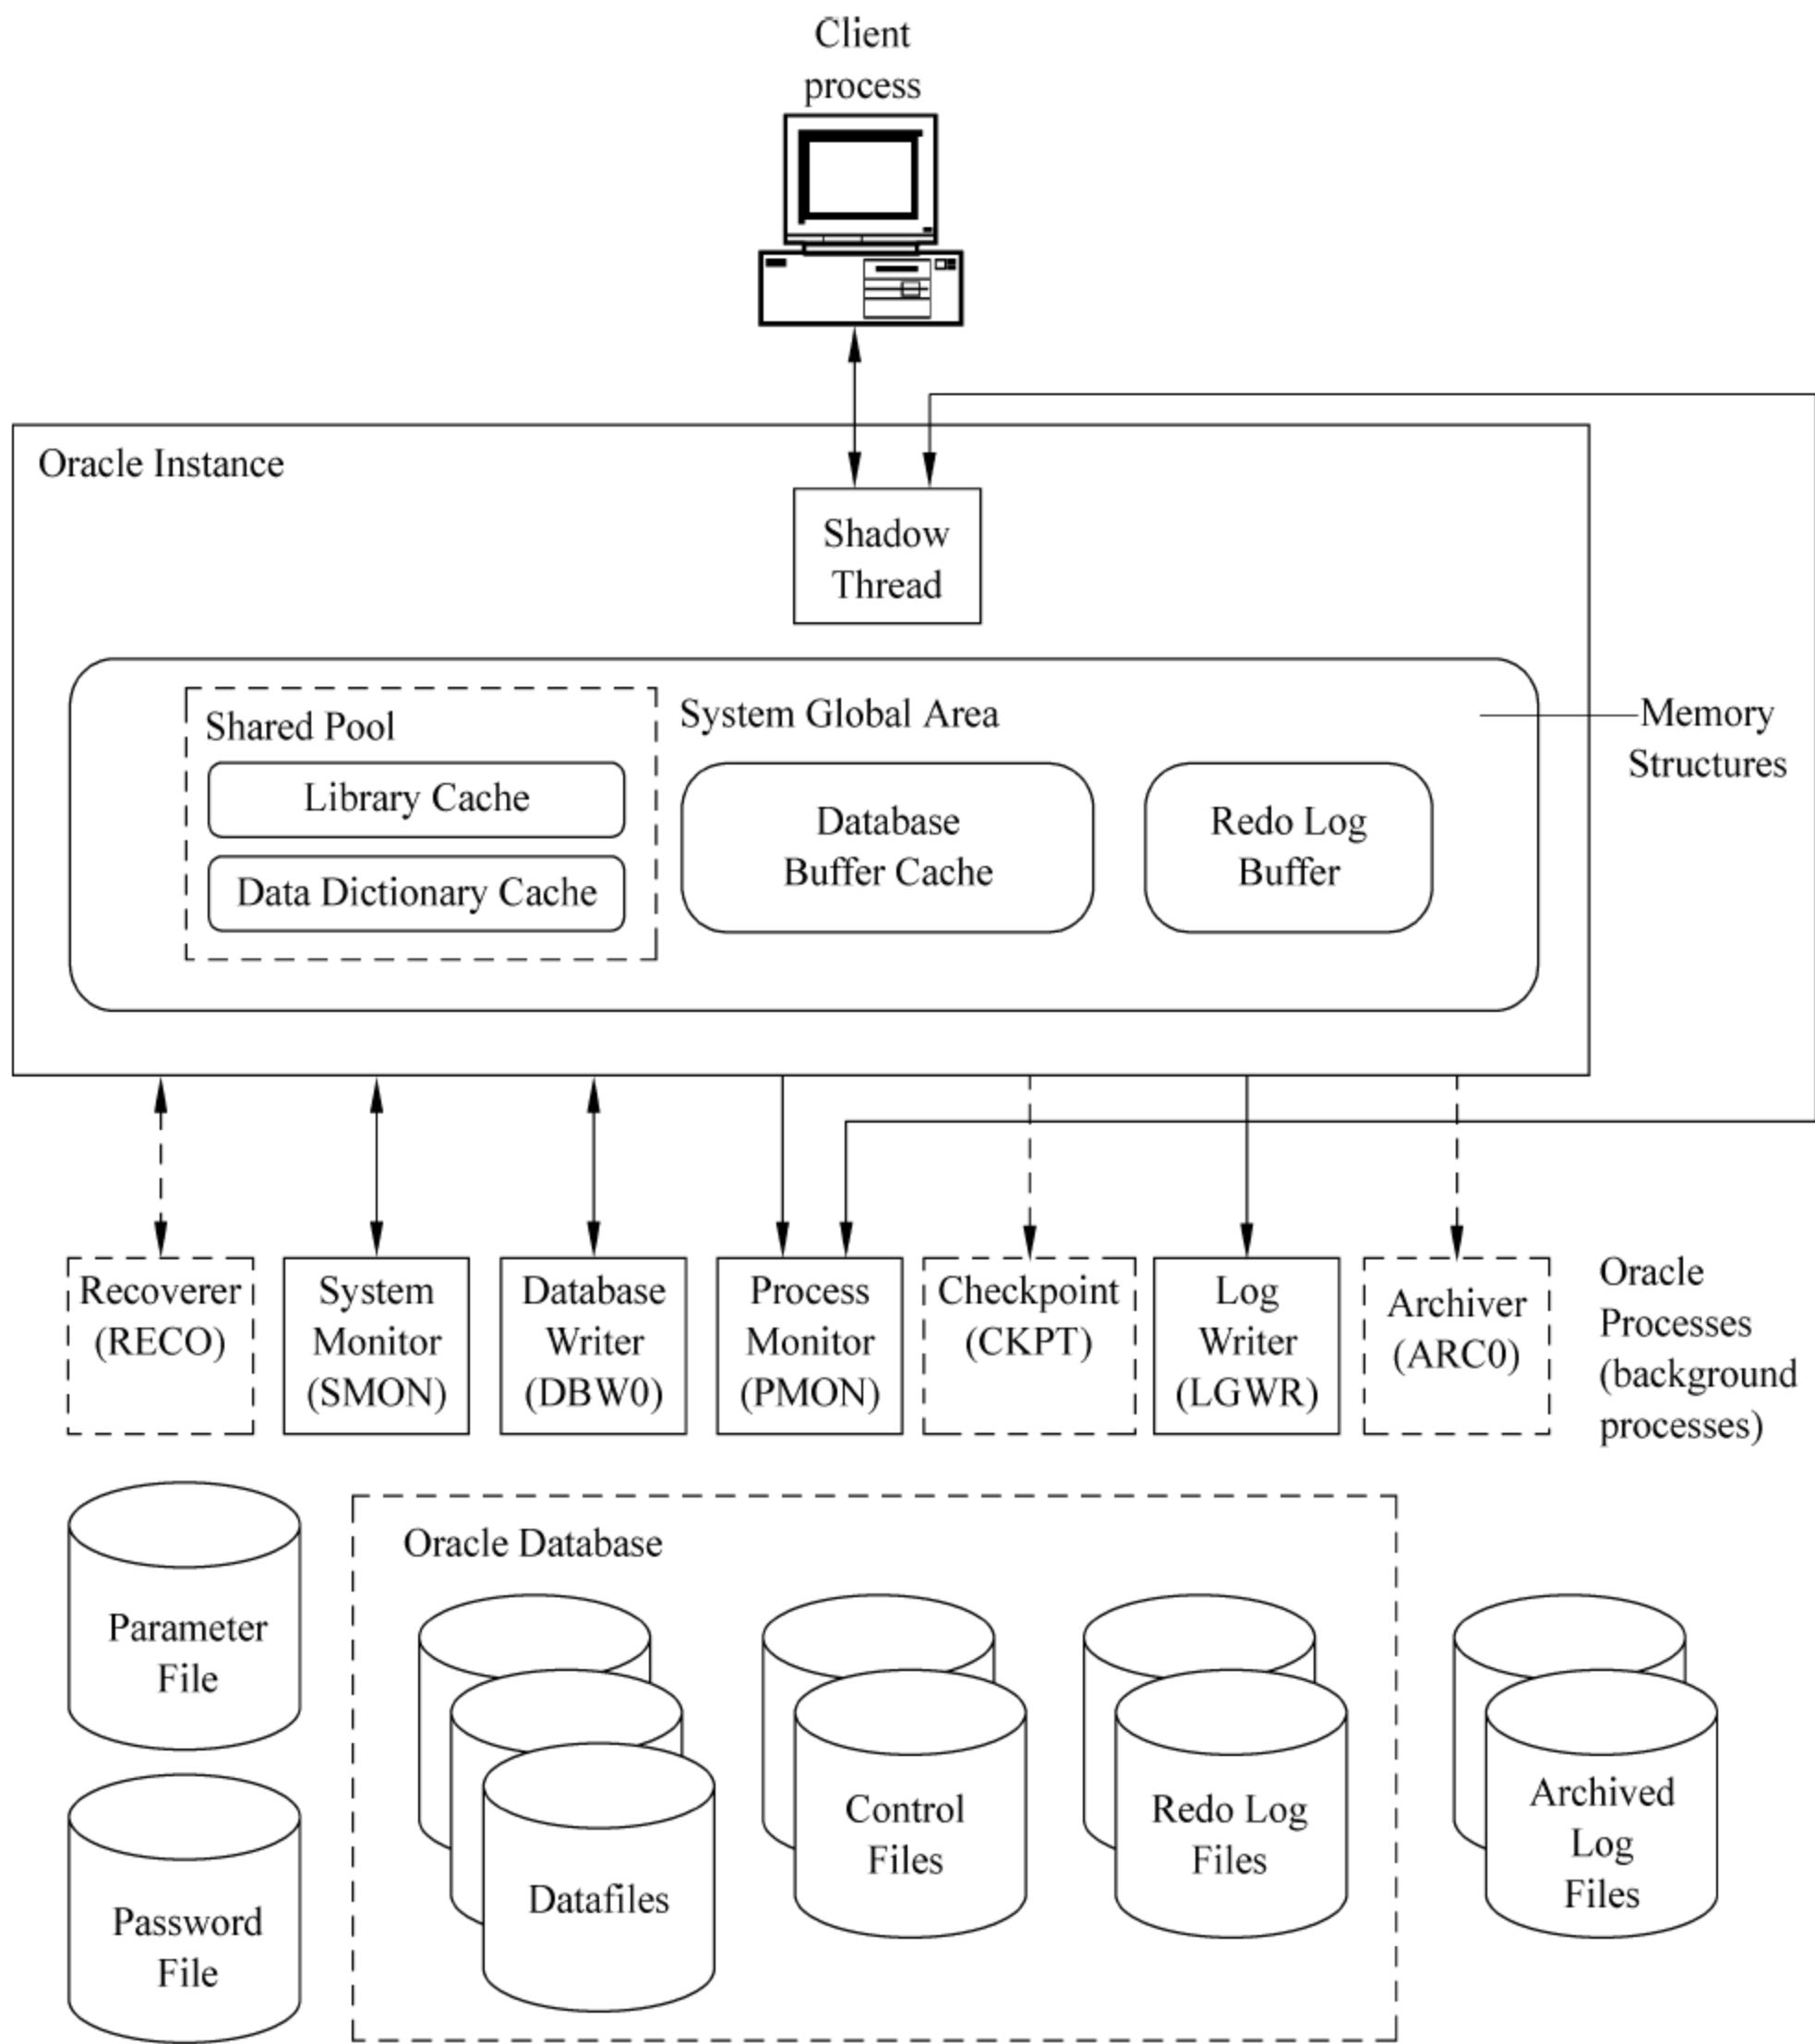 Client
process
Oracle Instance
Shadow
Thread
Shared Pool
Library Cache
Data Dictionary Cache
System Global Area
Database
Buffer Cache
Redo Log
Buffer
Memory
Structures
Recoverer
(RECO)
System
Monitor
(SMON)
Database
Writer
(DBW0)
Process
Monitor
(PMON)
Checkpoint
(CKPT)
Log
Writer
(LGWR)
Archiver
(ARC0)
Oracle
Processes
(background
processes)
Parameter
File
Password
File
Oracle Database
Datafiles
Control
Files
Redo Log
Files
Archived
Log
Files